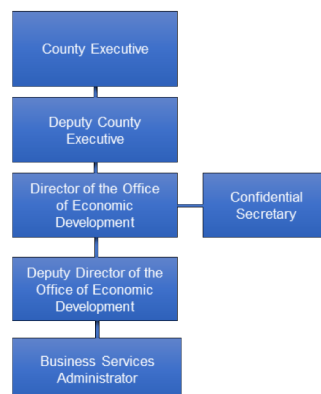 County Executive
Deputy County
Executive
Director of the Office
of Economic
Development
Confidential
Secretary
Deputy Director of the
Office of Economic
Development
Business Services
Administrator